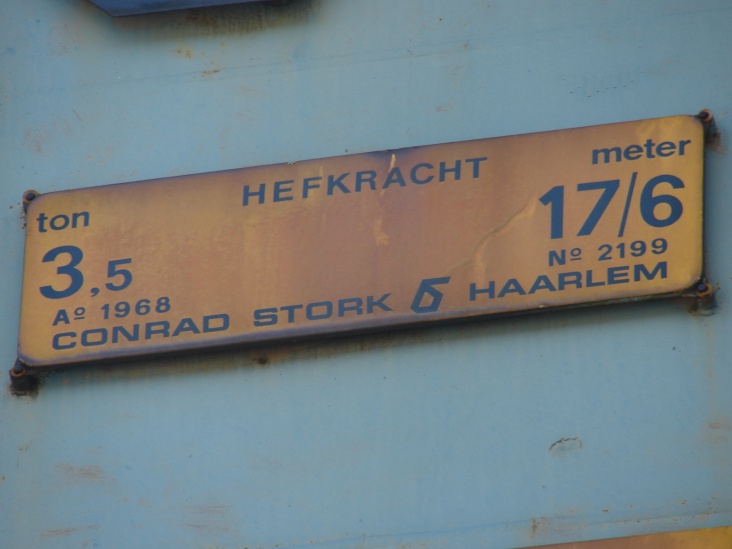 HEFKRACHT
ton meter
3,5 17/6
Aº 1968 Nº 2199
CONRAD STORK HAARLEM